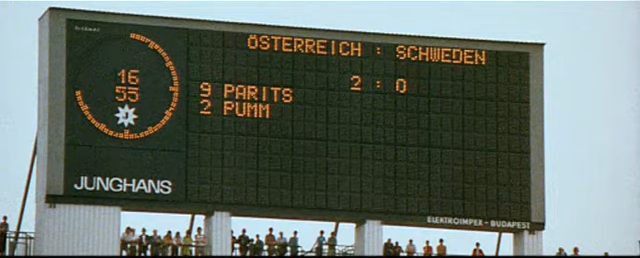 ÖSTERREICH : SCHWEDEN
16
55
2 : 0
9 PARITS
2 PUMM
JUNGHANS
ELEKTROIMPEX - BUDAPEST